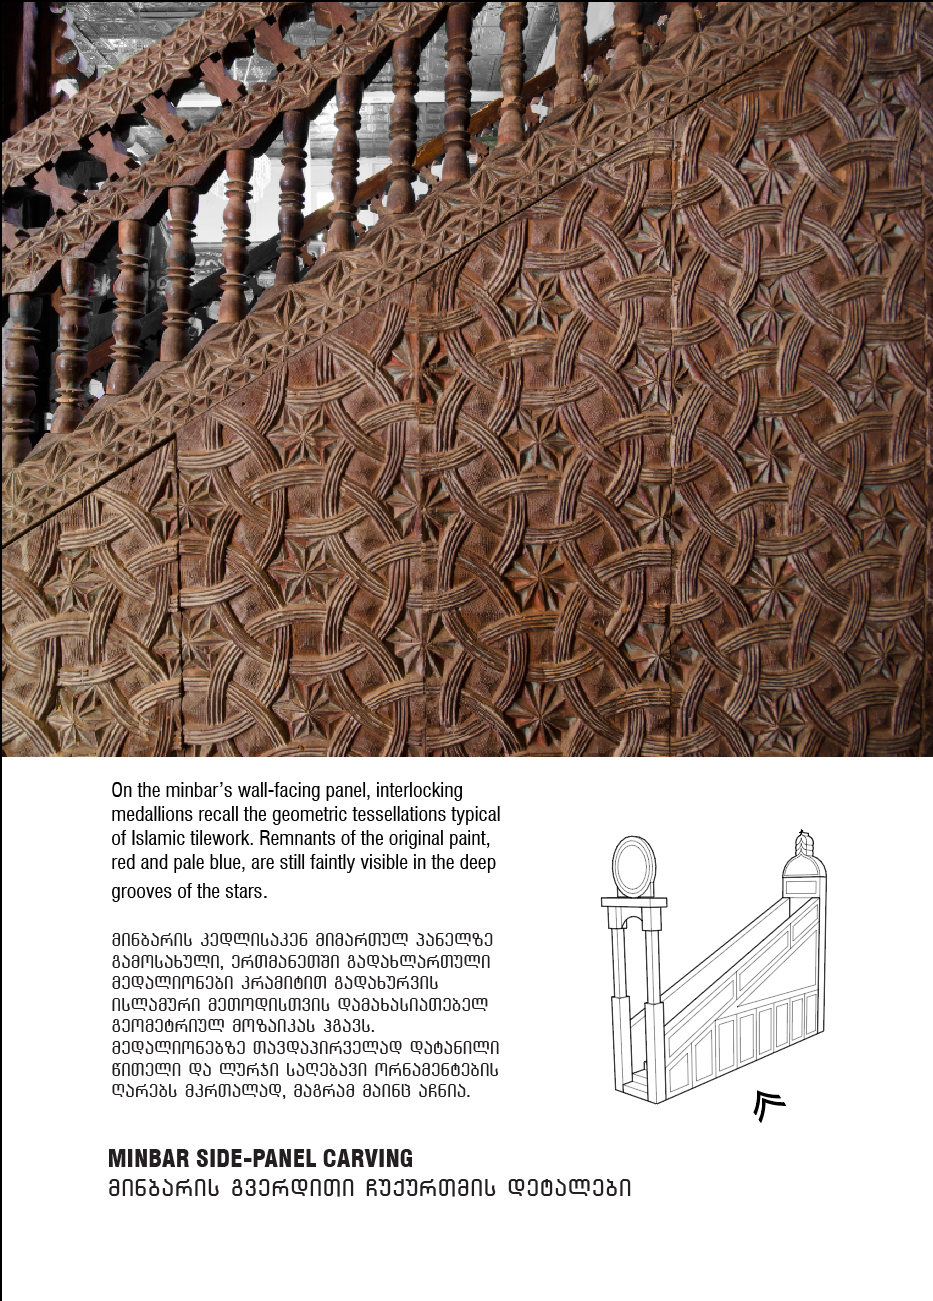 On the minbar’s wall-facing panel, interlocking
medallions recall the geometric tessellations typical
of Islamic tilework. Remnants of the original paint,
red and pale blue, are still faintly visible in the deep
grooves of the stars.
მინბარის კედლისაკენ მიმართულ პანელზე
გამოსახული, ერთმანეთში გადახლართული
მედალიონები კრამიტით გადახურვის
ისლამური მეთოდისთვის დამახასიათებელ
გეომეტრიულ მოზაიკას ჰგავს.
მედალიონებზე თავდაპირველად დატანილი
წითელი და ლურჯი საღებავი ორნამენტების
ღარებს მკრთალად, მაგრამ მაინც აჩნია.
MINBAR SIDE-PANEL CARVING
მინბარის გვერდითი ჩუქურთმის დეტალები